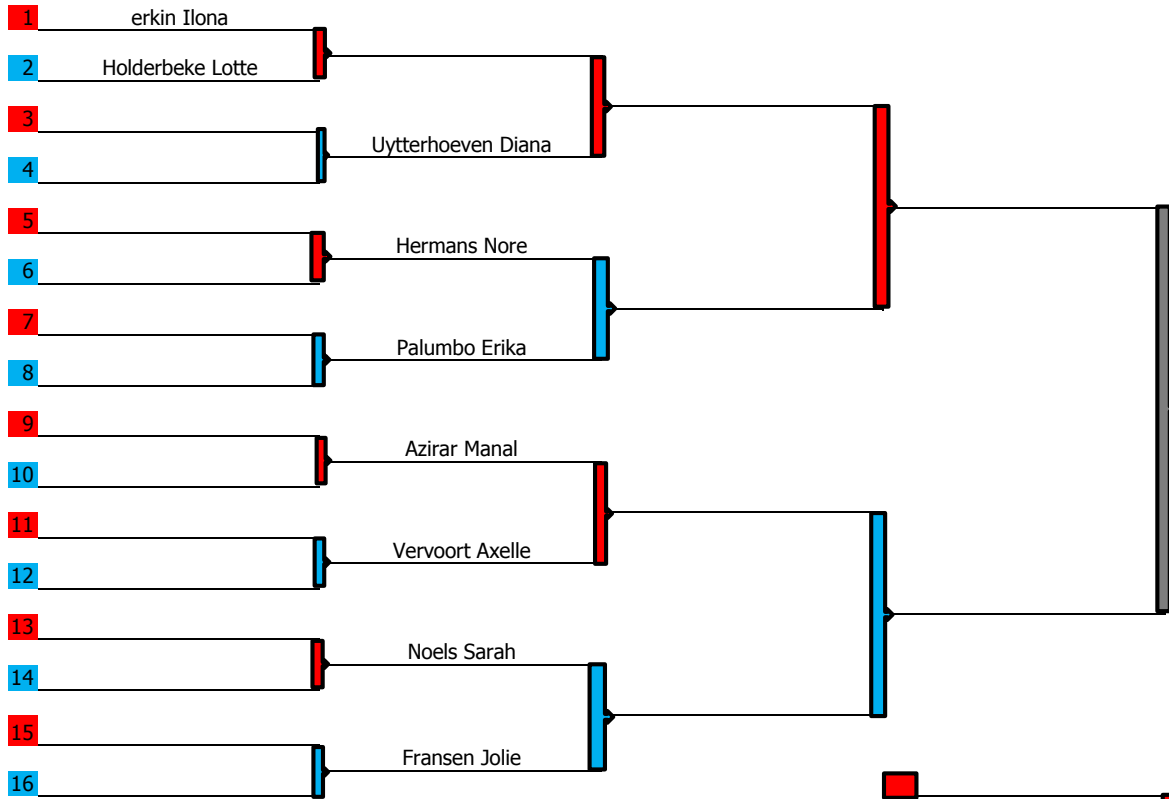 1 erkin Ilona
2 Holderbeke Lotte
3
Uytterhoeven Diana
4
5
Hermans Nore
6
7
Palumbo Erika
8
9
Azirar Manal
10
11
Vervoort Axelle
12
13
Noels Sarah
14
15
Fransen Jolie
16